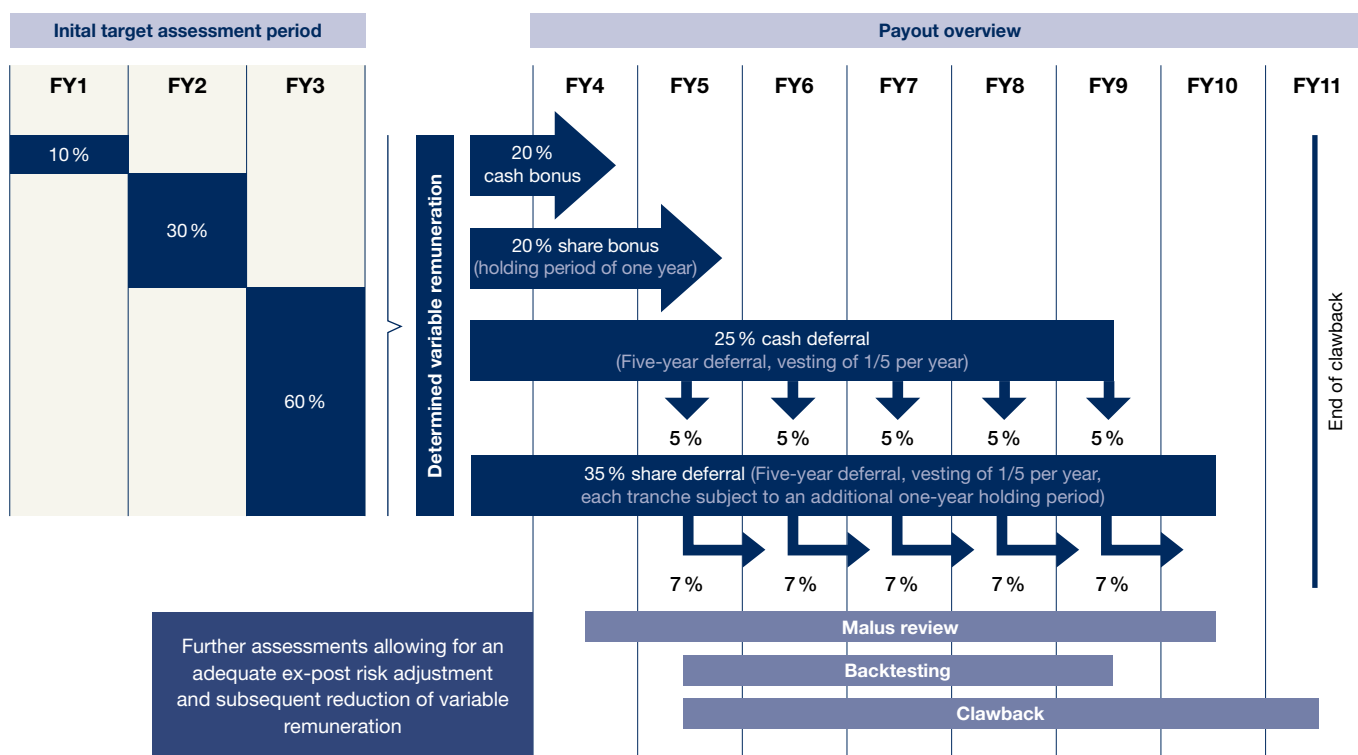 Inital target assessment period
Payout overview
FY1
FY2
FY3
FY4
FY5
FY6
FY7
FY8
FY9
FY10
FY11
10 %
30 %
60 %
Determined variable remuneration
20 %
cash bonus
20 % share bonus
(holding period of one year)
25 % cash deferral
(Five-year deferral, vesting of 1/5 per year)
5 %
5 %
5 %
5 %
5 %
35 % share deferral (Five-year deferral, vesting of 1/5 per year,
each tranche subject to an additional one-year holding period)
7 %
7 %
7 %
7 %
7 %
End of clawback
Further assessments allowing for an
adequate ex-post risk adjustment
and subsequent reduction of variable
remuneration
Malus review
Backtesting
Clawback